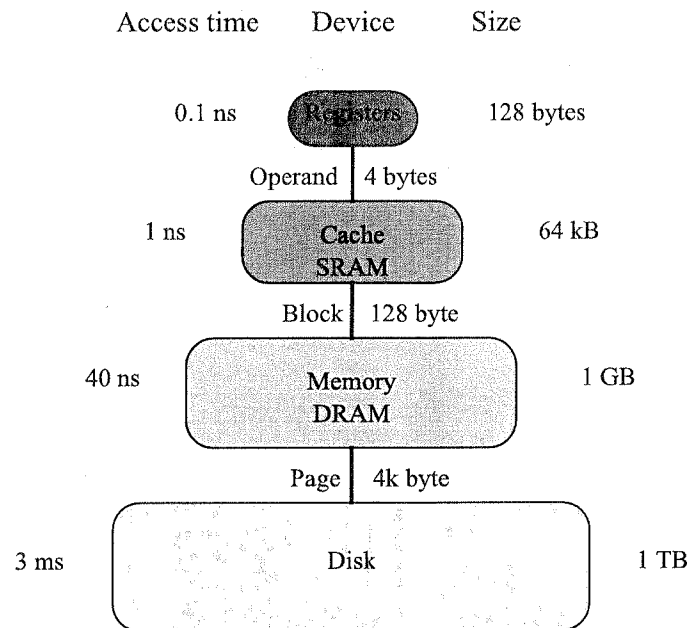 Access time Device Size
0.1 ns Registers 128 bytes
Operand 4 bytes
1 ns Cache 64 kB
SRAM
Block 128 byte
40 ns Memory 1 GB
DRAM
Page 4k byte
3 ms Disk 1 TB